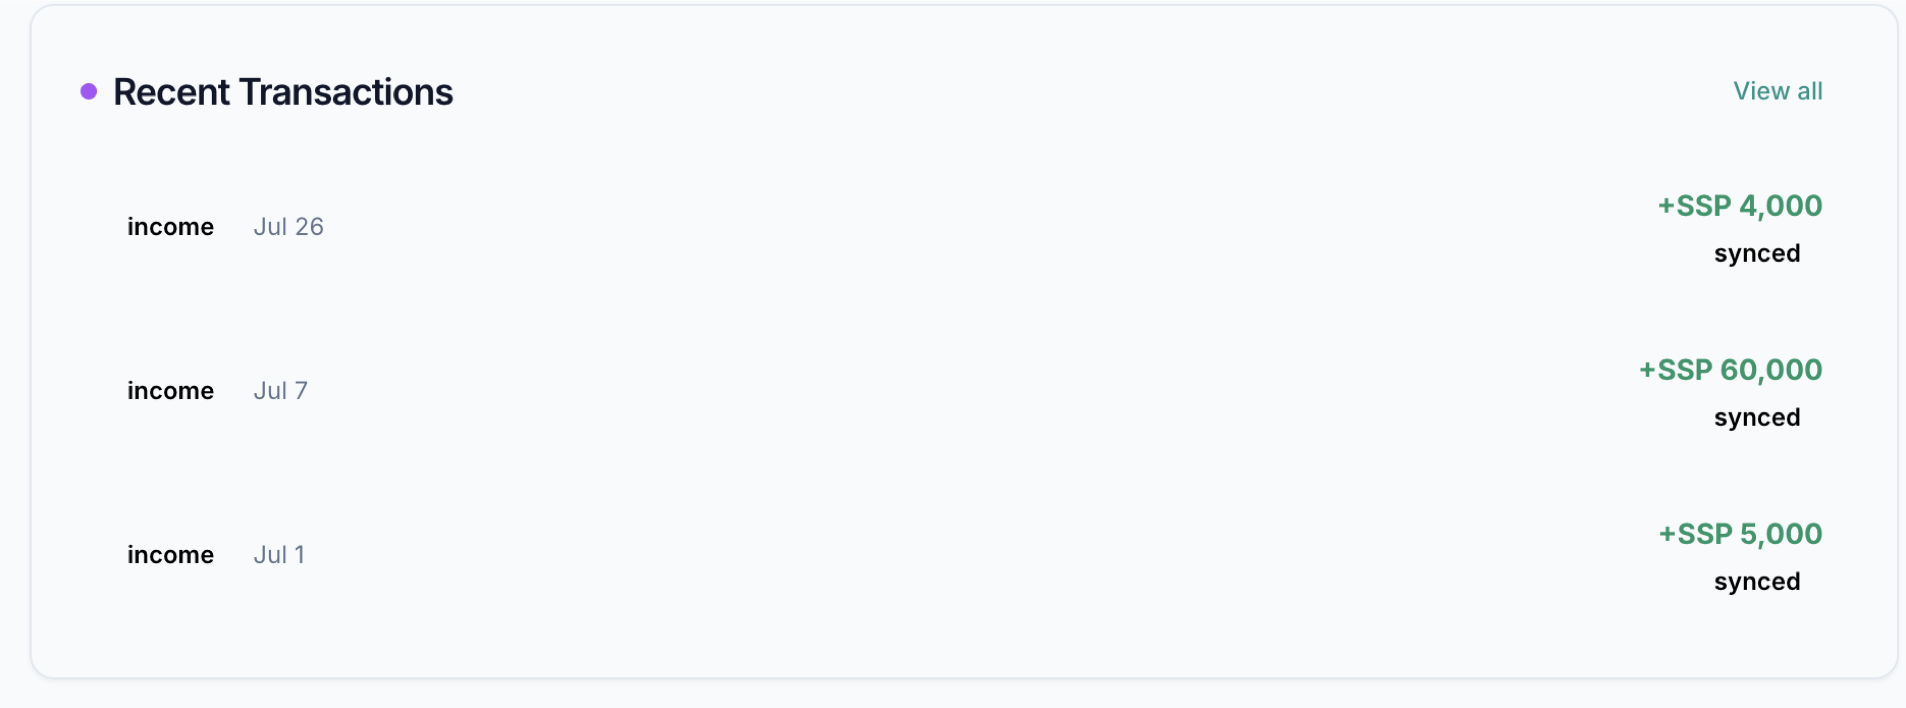 Recent Transactions
View all
income Jul 26
+SSP 4,000
synced
income Jul 7
+SSP 60,000
synced
income Jul 1
+SSP 5,000
synced